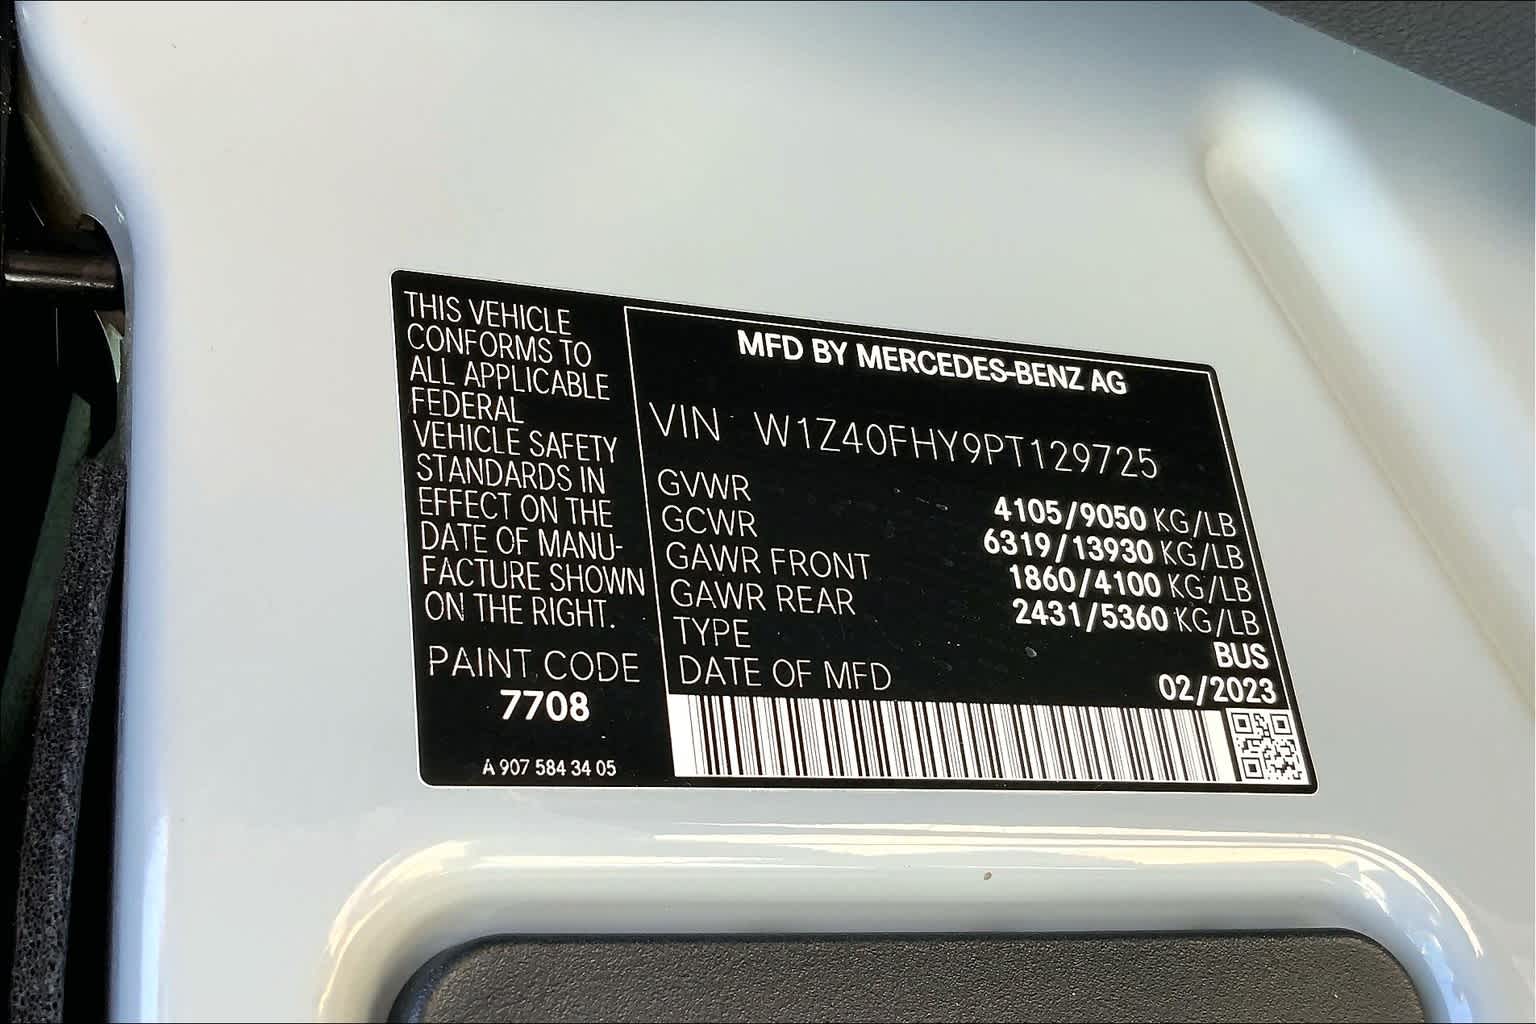 THIS VEHICLE
CONFORMS TO
ALL APPLICABLE
FEDERAL
VEHICLE SAFETY
STANDARDS IN
EFFECT ON THE
DATE OF MANU-
FACTURE SHOWN
ON THE RIGHT.
PAINT CODE
7708
A 907 584 34 05
MFD BY MERCEDES-BENZ AG
VIN W1Z40FHY9PT129725
GVWR 4105/9050 KG/LB
GCWR 6319/13930 KG/LB
GAWR FRONT 1860/4100 KG/LB
GAWR REAR 2431/5360 KG/LB
TYPE BUS
DATE OF MFD 02/2023